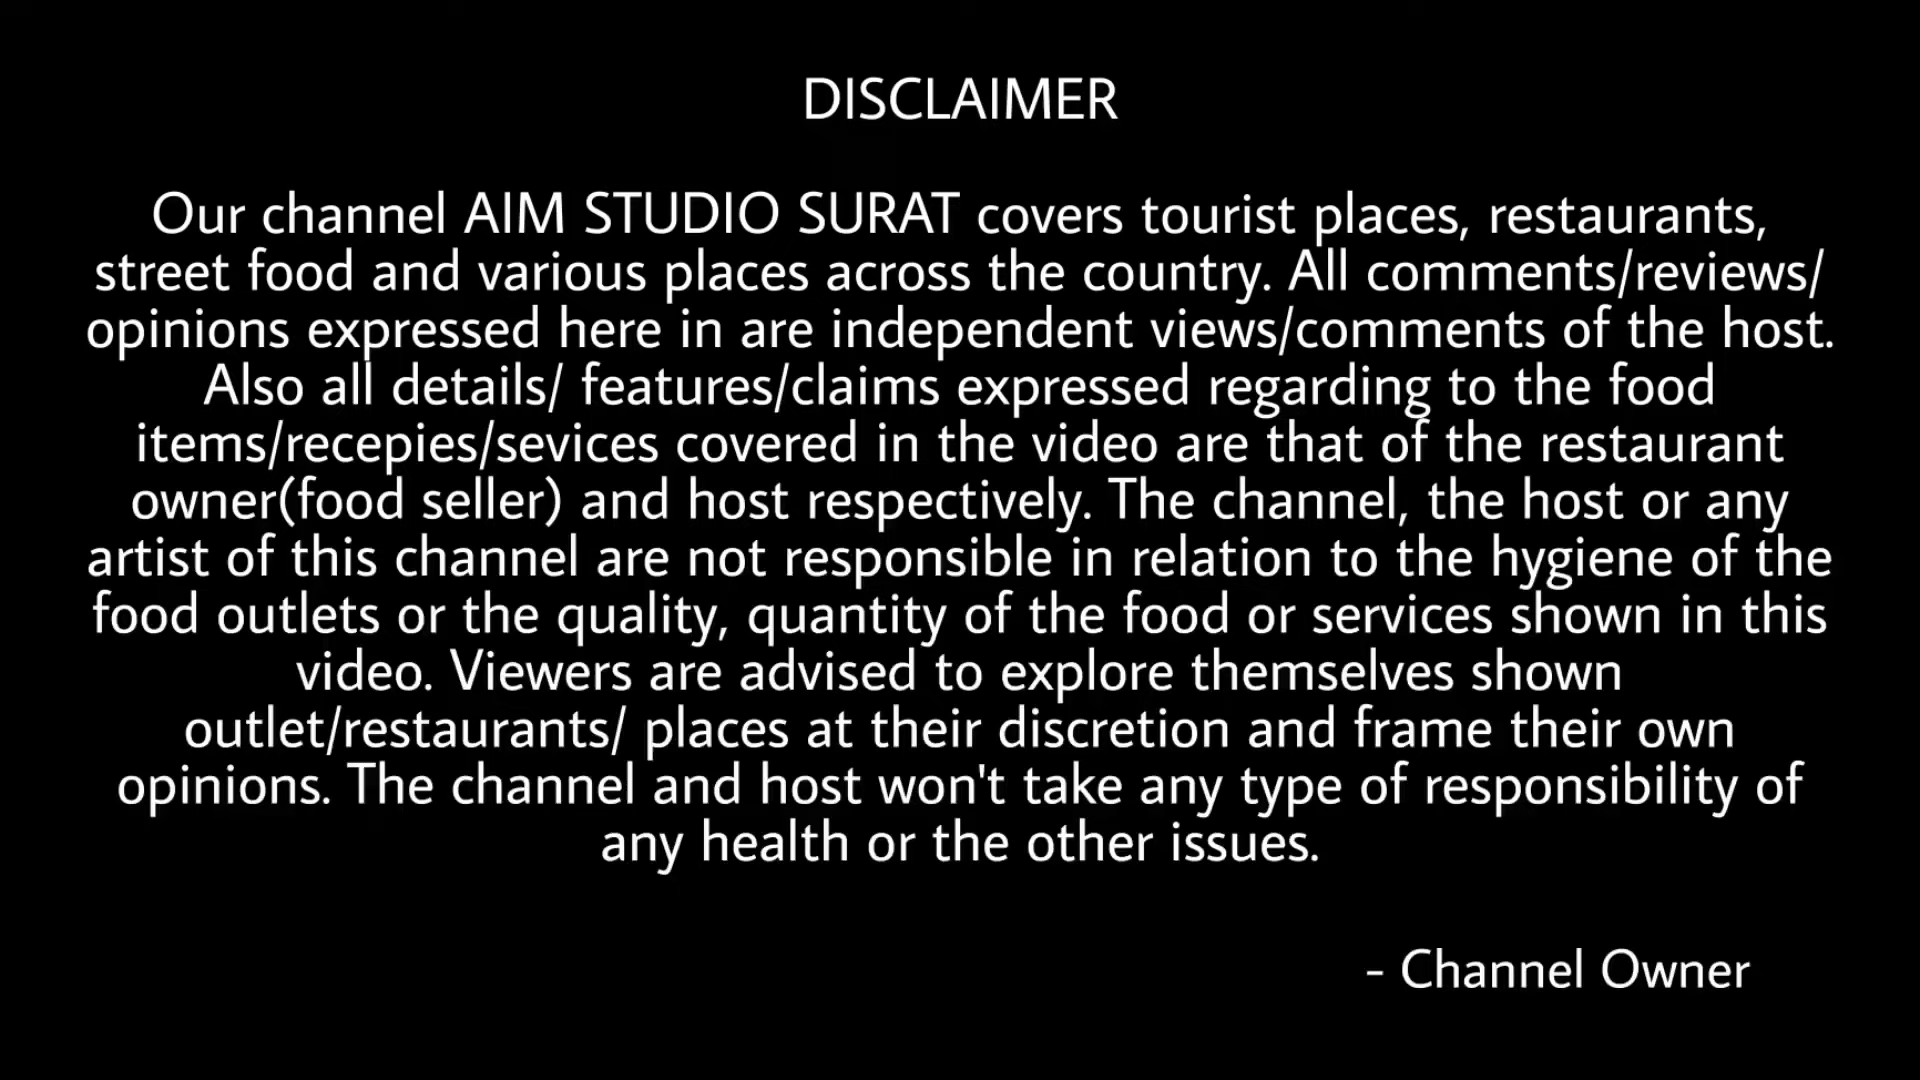 DISCLAIMER
Our channel AIM STUDIO SURAT covers tourist places, restaurants,
street food and various places across the country. All comments/reviews/
opinions expressed here in are independent views/comments of the host.
Also all details/ features/claims expressed regarding to the food
items/recepies/sevices covered in the video are that of the restaurant
owner(food seller) and host respectively. The channel, the host or any
artist of this channel are not responsible in relation to the hygiene of the
food outlets or the quality, quantity of the food or services shown in this
video. Viewers are advised to explore themselves shown
outlet/restaurants/ places at their discretion and frame their own
opinions. The channel and host won't take any type of responsibility of
any health or the other issues.
- Channel Owner